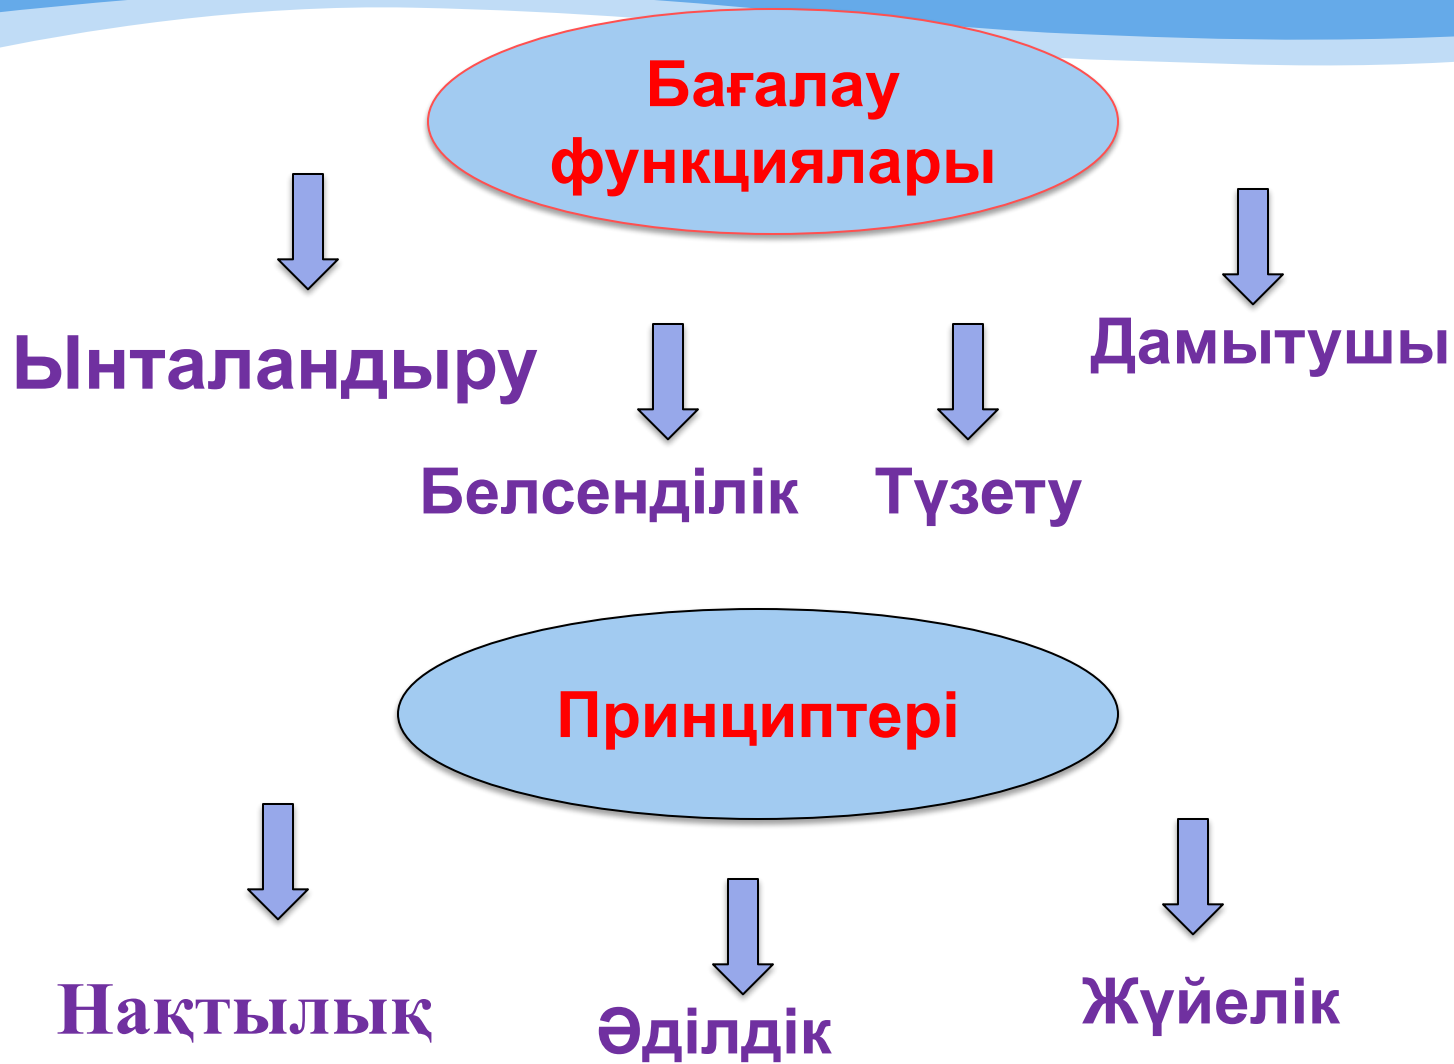 Бағалау
функциялары
Ынталандыру
Дамытушы
Белсенділік
Түзету
Принциптері
Нақтылық
Әділдік
Жүйелік